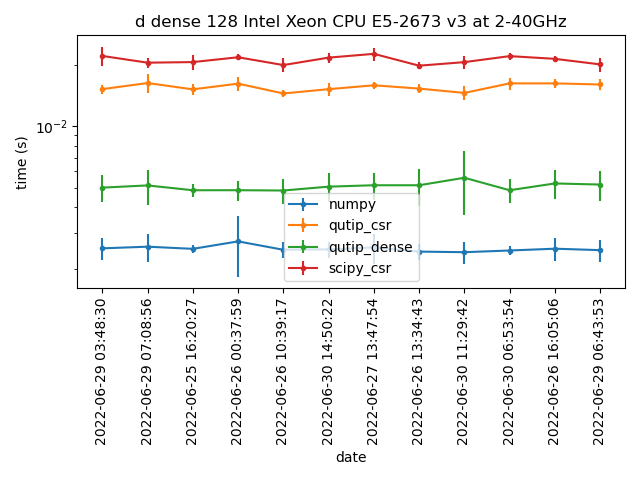 d dense 128 Intel Xeon CPU E5-2673 v3 at 2-40GHz
time (s)
10⁻²
numpy
qutip_csr
qutip_dense
scipy_csr
2022-06-29 03:48:30
2022-06-29 07:08:56
2022-06-25 16:20:27
2022-06-26 00:37:59
2022-06-26 10:39:17
2022-06-30 14:50:22
2022-06-27 13:47:54
2022-06-26 13:34:43
2022-06-30 11:29:42
2022-06-30 06:53:54
2022-06-26 16:05:06
2022-06-29 06:43:53
date